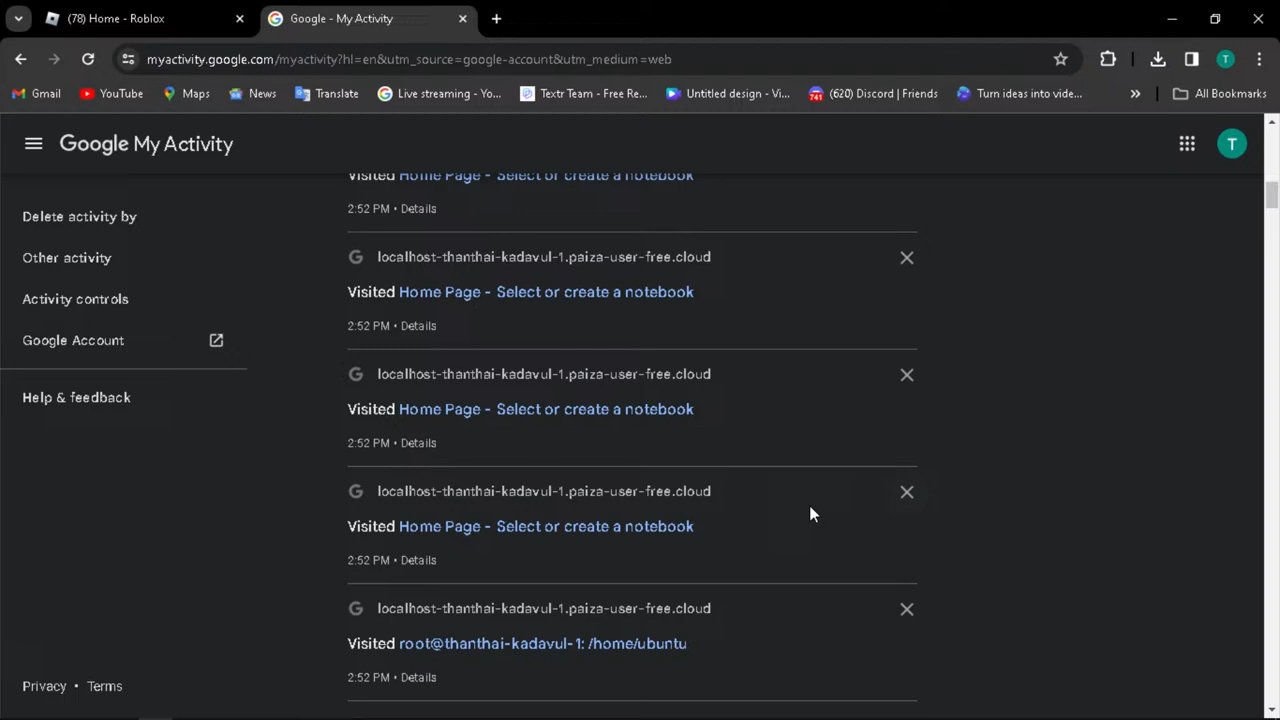 (78) Home - Roblox
Google - My Activity
myactivity.google.com/myactivity?hl=en&utm_source=google-account&utm_medium=web
T
Gmail
YouTube
Maps
News
Translate
Live streaming - Yo...
Textr Team - Free Re...
Untitled design - Vi...
741
(620) Discord | Friends
Turn ideas into vide...
All Bookmarks
Google My Activity
T
Delete activity by
Other activity
Activity controls
Google Account
Help & feedback
Visited Home Page - Select or create a notebook
2:52 PM • Details
localhost-thanthai-kadavul-1.paiza-user-free.cloud
Visited Home Page - Select or create a notebook
2:52 PM • Details
localhost-thanthai-kadavul-1.paiza-user-free.cloud
Visited Home Page - Select or create a notebook
2:52 PM • Details
localhost-thanthai-kadavul-1.paiza-user-free.cloud
Visited Home Page - Select or create a notebook
2:52 PM • Details
localhost-thanthai-kadavul-1.paiza-user-free.cloud
Visited root@thanthai-kadavul-1: /home/ubuntu
2:52 PM • Details
Privacy • Terms